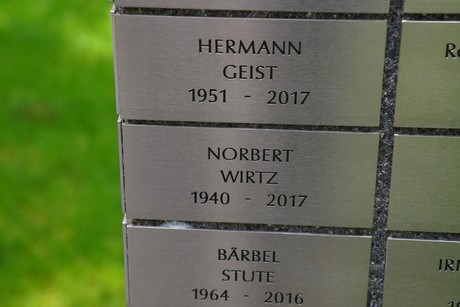 HERMANN
GEIST
1951 - 2017
NORBERT
WIRTZ
1940 - 2017
BÄRBEL
STUTE
1964 - 2016